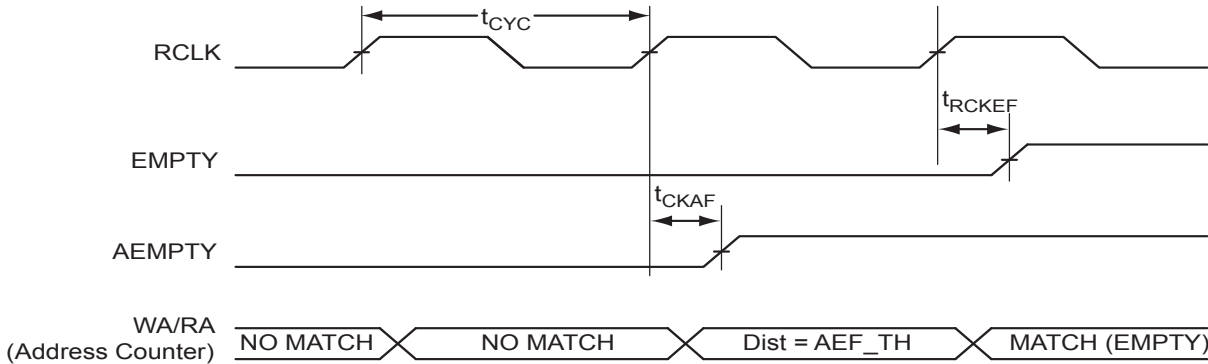 tCYC
RCLK
tRCKEF
EMPTY
tCKAF
AEMPTY
WA/RA
(Address Counter)
NO MATCH
NO MATCH
Dist = AEF_TH
MATCH (EMPTY)